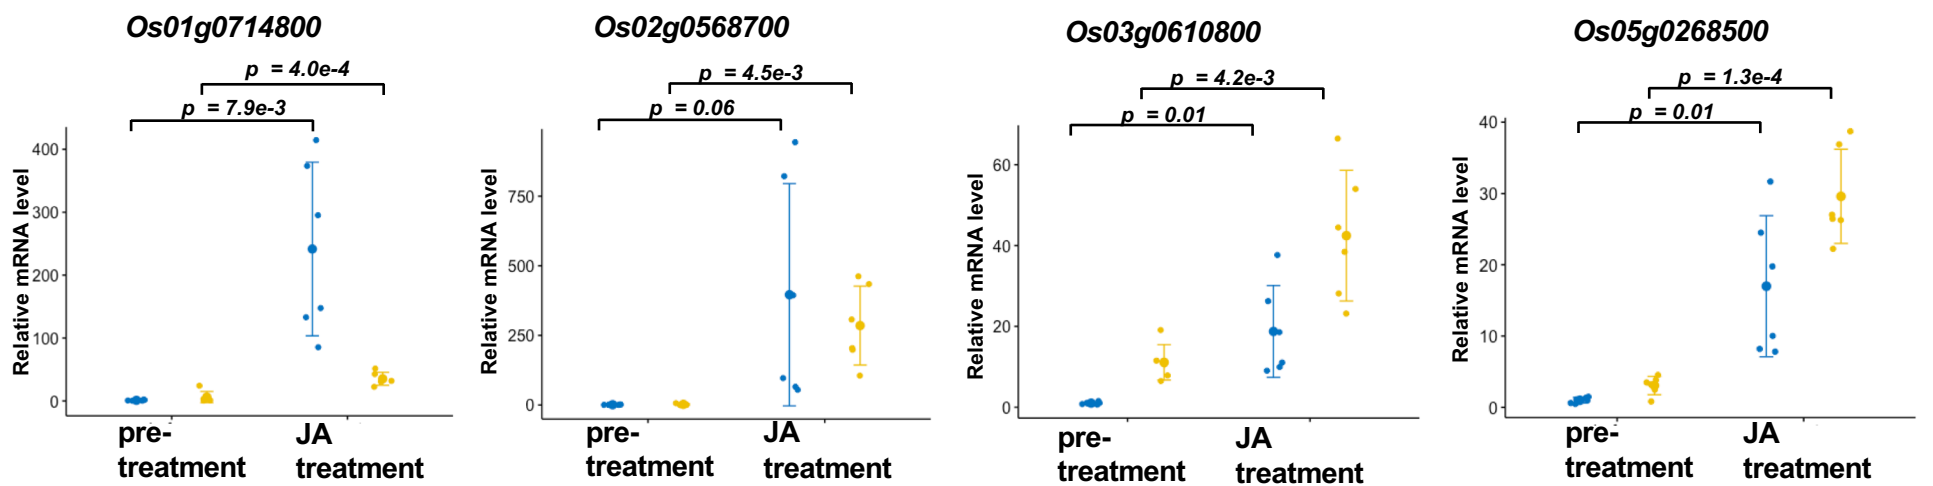 Os01g0714800
p = 4.0e-4
p = 7.9e-3
Relative mRNA level
400
300
200
100
0
pre-
treatment
JA
treatment
Os02g0568700
p = 4.5e-3
p = 0.06
Relative mRNA level
750
500
250
0
pre-
treatment
JA
treatment
Os03g0610800
p = 4.2e-3
p = 0.01
Relative mRNA level
60
40
20
0
pre-
treatment
JA
treatment
Os05g0268500
p = 1.3e-4
p = 0.01
Relative mRNA level
40
30
20
10
0
pre-
treatment
JA
treatment